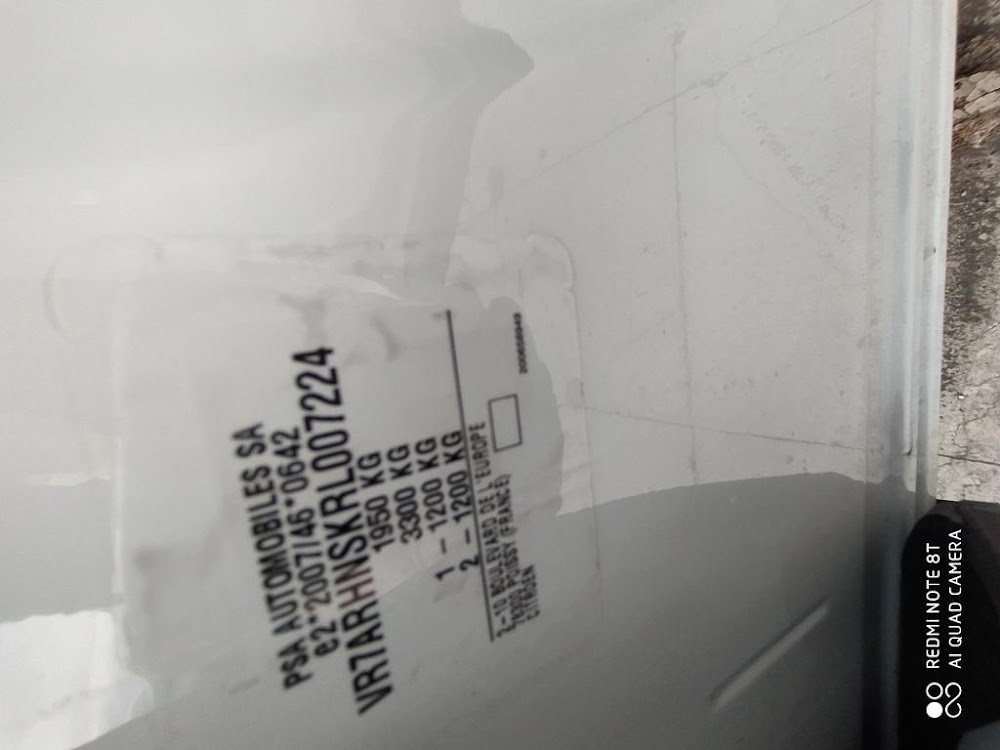 PSA AUTOMOBILES SA
e2*2007/46*0642
VR7ARHNSKRL007224
1950 KG
3300 KG
1 - 1200 KG
2 - 1200 KG
2-10 BOULEVARD DE L'EUROPE
78300 POISSY (FRANCE)
CITROEN
REDMI NOTE 8T
AI QUAD CAMERA